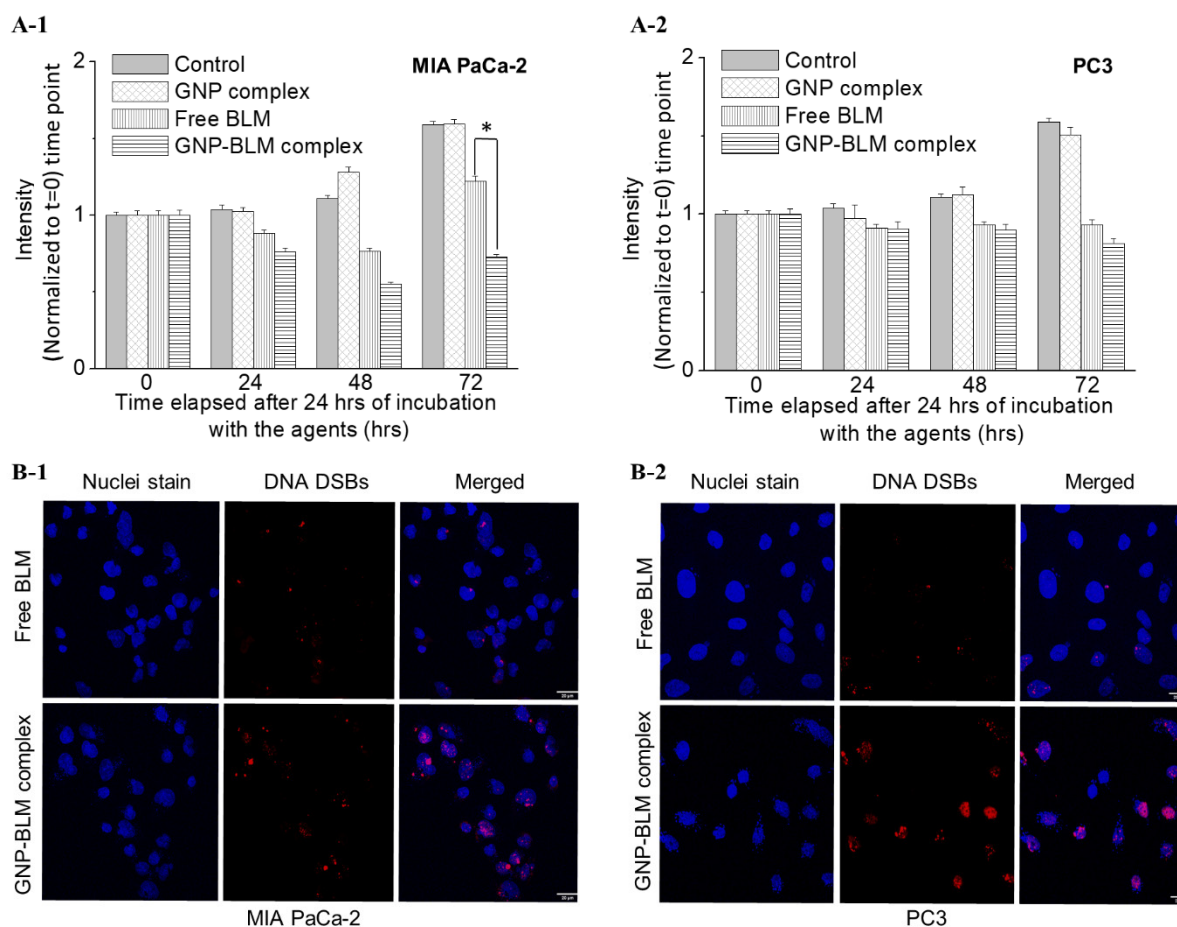 A-1
2
1
0
Intensity
(Normalized to t=0) time point
Control
GNP complex
Free BLM
GNP-BLM complex
MIA PaCa-2
*
0 24 48 72
Time elapsed after 24 hrs of incubation
with the agents (hrs)
A-2
2
1
0
Intensity
(Normalized to t=0) time point
Control
GNP complex
Free BLM
GNP-BLM complex
PC3
0 24 48 72
Time elapsed after 24 hrs of incubation
with the agents (hrs)
B-1
Nuclei stain DNA DSBs Merged
Free BLM
20 µm
GNP-BLM complex
20 µm
MIA PaCa-2
B-2
Nuclei stain DNA DSBs Merged
Free BLM
GNP-BLM complex
PC3